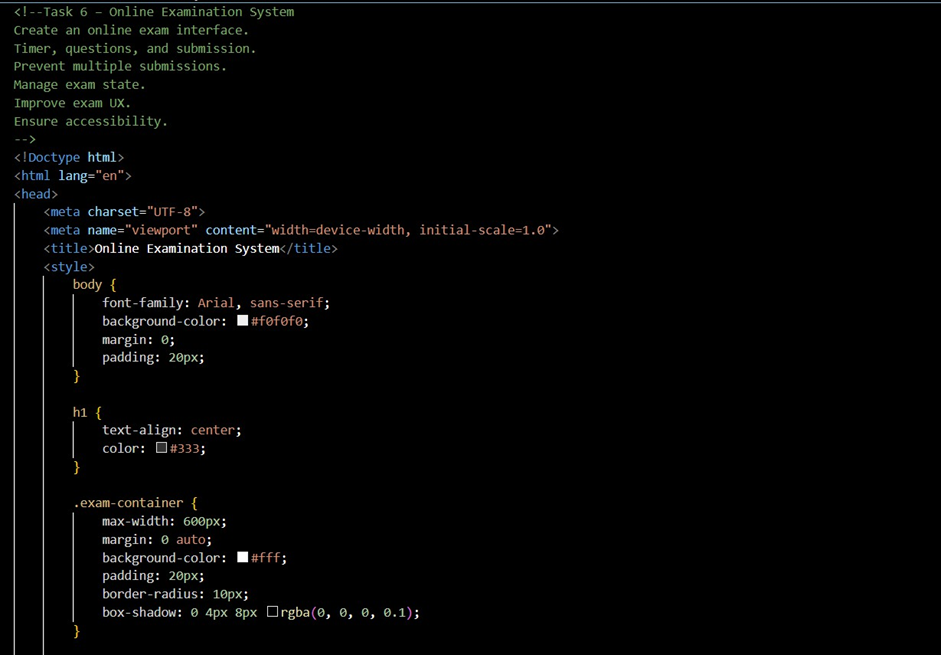 <!--Task 6 – Online Examination System
Create an online exam interface.
Timer, questions, and submission.
Prevent multiple submissions.
Manage exam state.
Improve exam UX.
Ensure accessibility.
-->
<!Doctype html>
<html lang="en">
<head>
    <meta charset="UTF-8">
    <meta name="viewport" content="width=device-width, initial-scale=1.0">
    <title>Online Examination System</title>
    <style>
        body {
            font-family: Arial, sans-serif;
            background-color: #f0f0f0;
            margin: 0;
            padding: 20px;
        }
        h1 {
            text-align: center;
            color: #333;
        }
        .exam-container {
            max-width: 600px;
            margin: 0 auto;
            background-color: #fff;
            padding: 20px;
            border-radius: 10px;
            box-shadow: 0 4px 8px rgba(0, 0, 0, 0.1);
        }